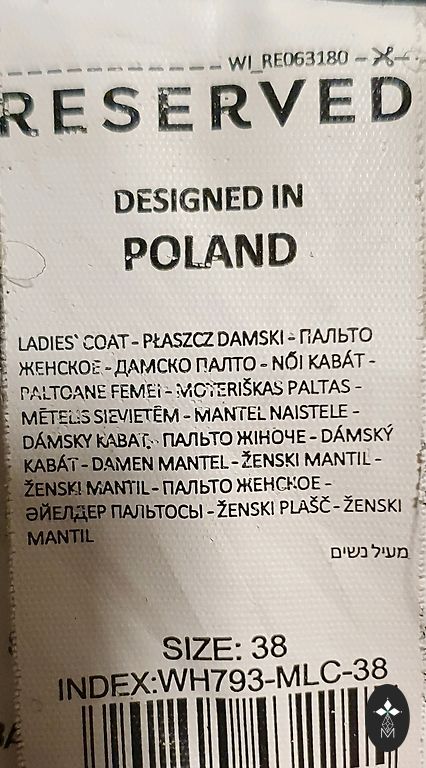 WI_RE063180
RESERVED
DESIGNED IN
POLAND
LADIES` COAT - PŁASZCZ DAMSKI - ПАЛЬТО
ЖЕНСКОЕ - ДАМСКО ПАЛТО - NŐI KABÁT -
PALTOANE FEMEI - MOTERIŠKAS PALTAS -
MĒTELIS SIEVIETĒM - MANTEL NAISTELE -
DÁMSKY KABÁT, - ПАЛЬТО ЖІНОЧЕ - DÁMSKÝ
KABÁT - DAMEN MANTEL - ŽENSKI MANTIL -
ŽENSKI MANTIL - ПАЛЬТО ЖЕНСКОЕ -
ӘЙЕЛДЕР ПАЛЬТОСЫ - ŽENSKI PLAŠČ - ŽENSKI
MANTIL
מעיל נשים
SIZE: 38
INDEX:WH793-MLC-38